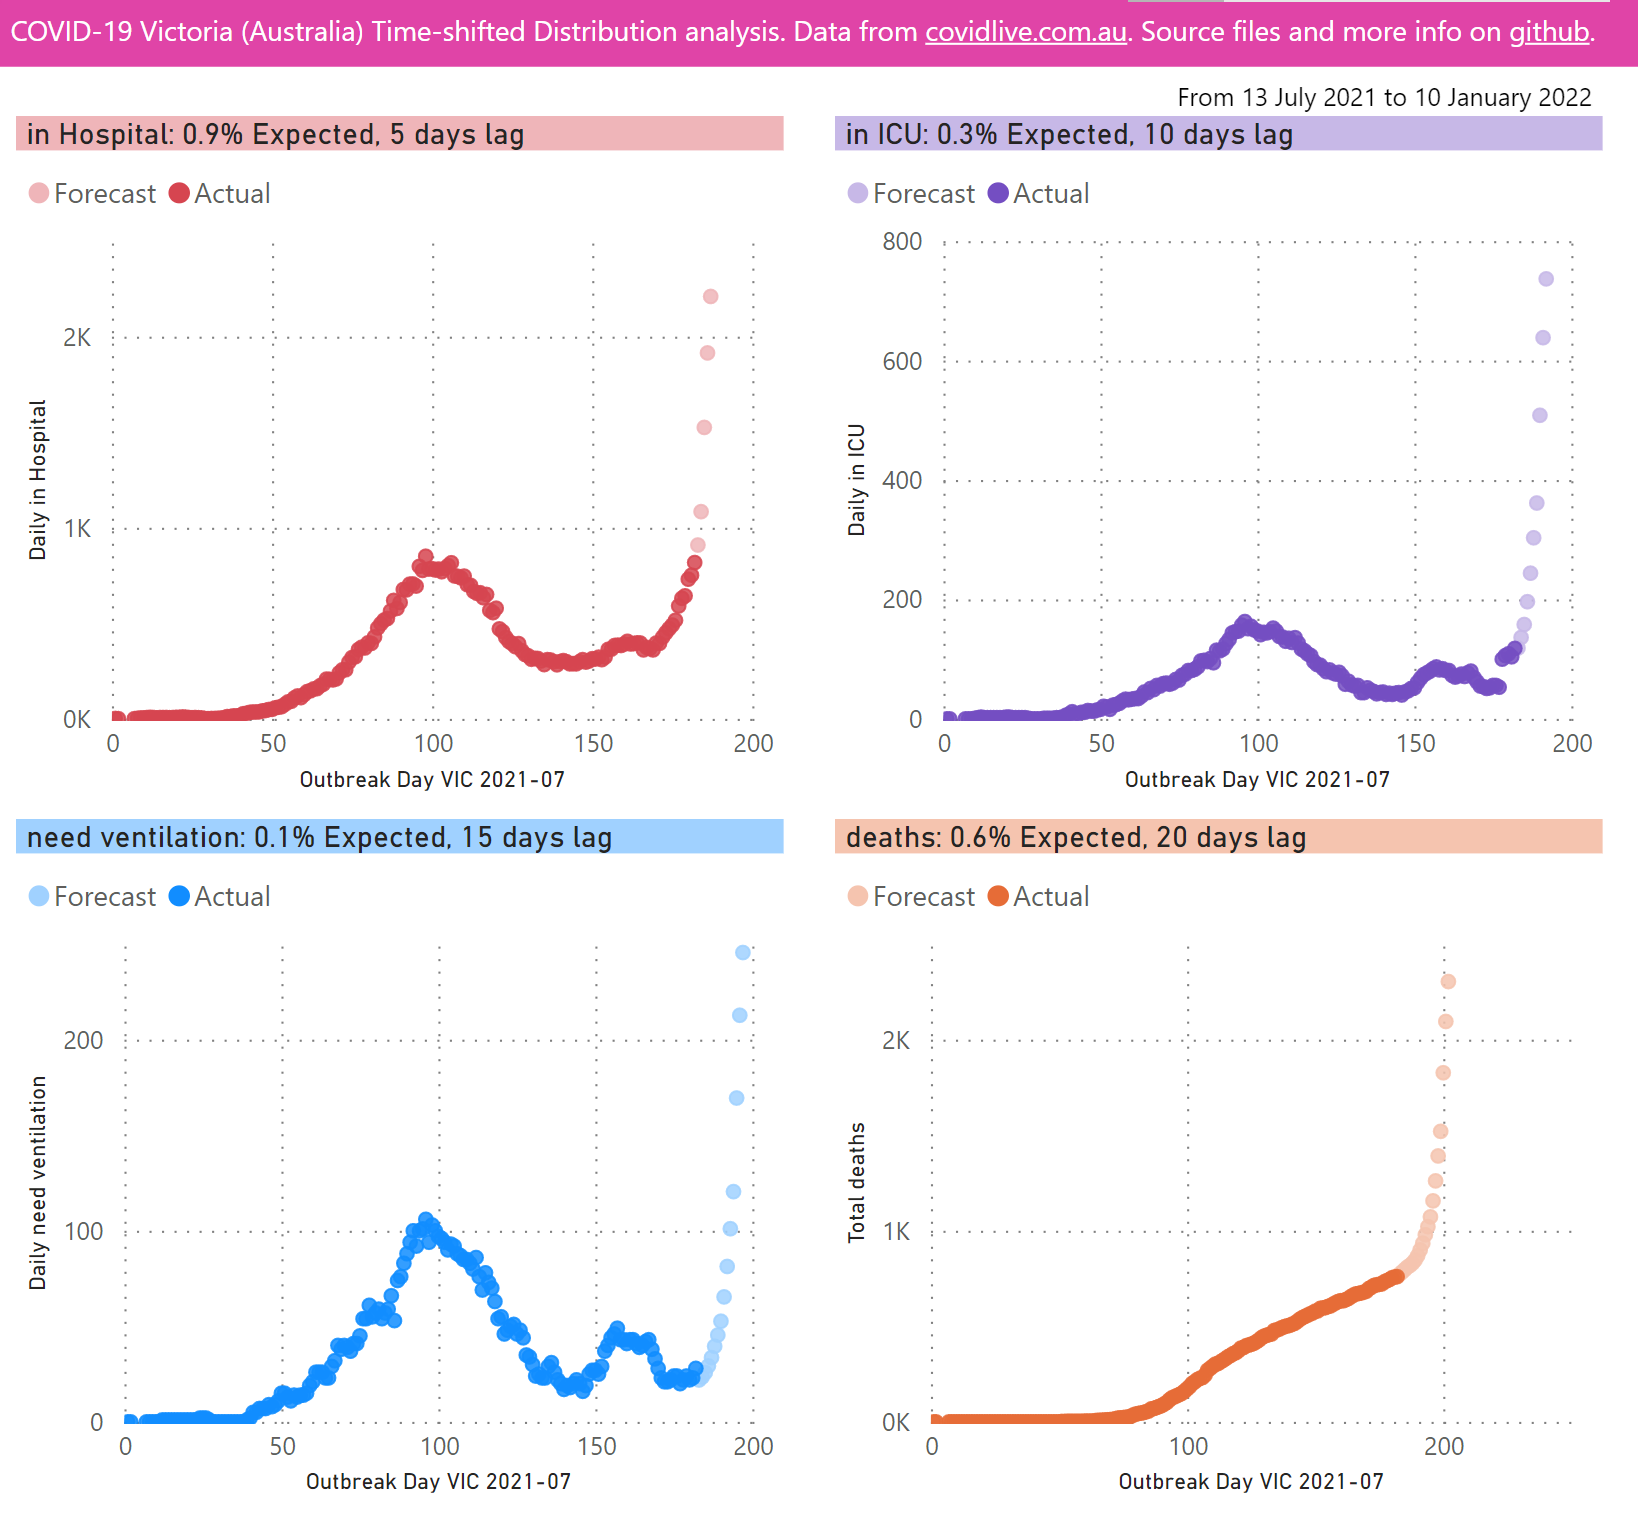 COVID-19 Victoria (Australia) Time-shifted Distribution analysis. Data from covidlive.com.au. Source files and more info on github.
From 13 July 2021 to 10 January 2022
in Hospital: 0.9% Expected, 5 days lag
Forecast Actual
Daily in Hospital
2K
1K
0K
0 50 100 150 200
Outbreak Day VIC 2021-07
in ICU: 0.3% Expected, 10 days lag
Forecast Actual
Daily in ICU
800
600
400
200
0
0 50 100 150 200
Outbreak Day VIC 2021-07
need ventilation: 0.1% Expected, 15 days lag
Forecast Actual
Daily need ventilation
200
100
0
0 50 100 150 200
Outbreak Day VIC 2021-07
deaths: 0.6% Expected, 20 days lag
Forecast Actual
Total deaths
2K
1K
0K
0 100 200
Outbreak Day VIC 2021-07